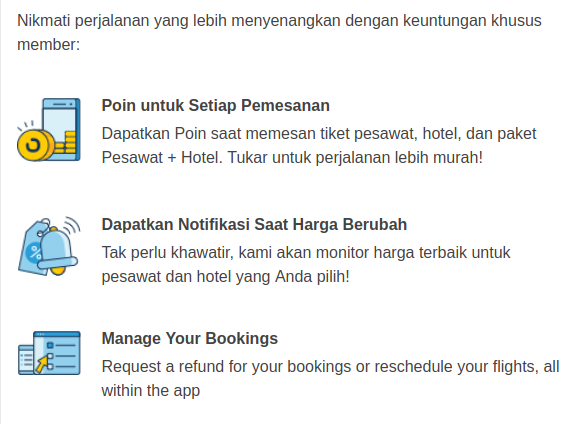 Nikmati perjalanan yang lebih menyenangkan dengan keuntungan khusus
member:
Poin untuk Setiap Pemesanan
Dapatkan Poin saat memesan tiket pesawat, hotel, dan paket
Pesawat + Hotel. Tukar untuk perjalanan lebih murah!
Dapatkan Notifikasi Saat Harga Berubah
Tak perlu khawatir, kami akan monitor harga terbaik untuk
pesawat dan hotel yang Anda pilih!
Manage Your Bookings
Request a refund for your bookings or reschedule your flights, all
within the app